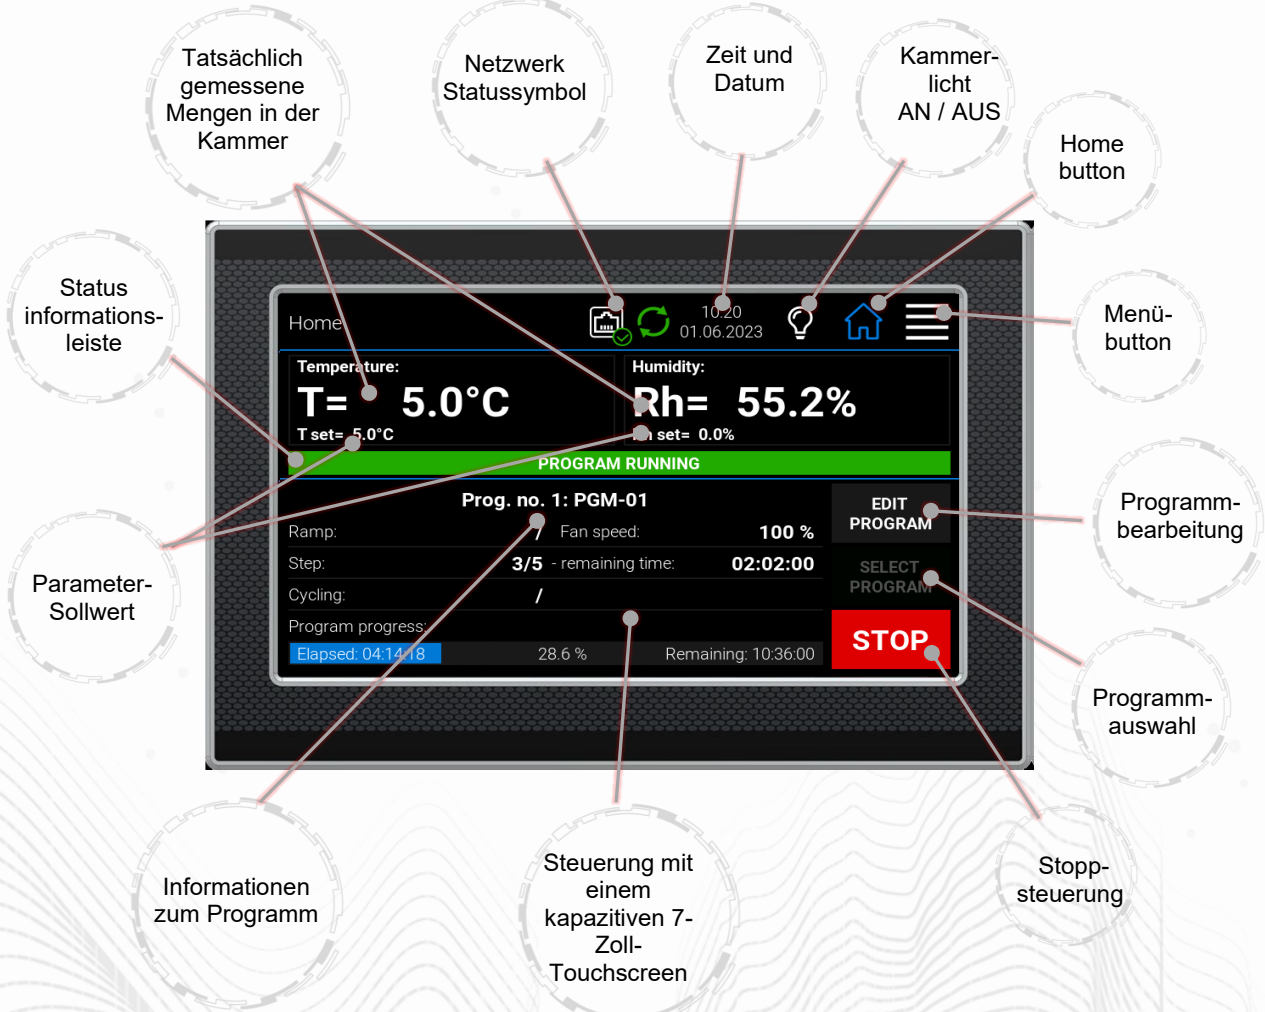 Tatsächlich
gemessene
Mengen in der
Kammer
Netzwerk
Statussymbol
Zeit und
Datum
Kammer-
licht
AN / AUS
Home
button
Status
informations-
leiste
Menü-
button
Home
10:20
01.06.2023
Temperature:
T= 5.0°C
T set= 5.0°C
Humidity:
Rh= 55.2%
set= 0.0%
PROGRAM RUNNING
Prog. no. 1: PGM-01
Ramp: / Fan speed: 100 %
Step: 3/5 - remaining time: 02:02:00
Cycling: /
Program progress:
Elapsed: 04:14:18 28.6 % Remaining: 10:36:00
EDIT
PROGRAM
SELECT
PROGRAM
STOP
Parameter-
Sollwert
Programm-
bearbeitung
Programm-
auswahl
Informationen
zum Programm
Steuerung mit
einem
kapazitiven 7-
Zoll-
Touchscreen
Stopp-
steuerung